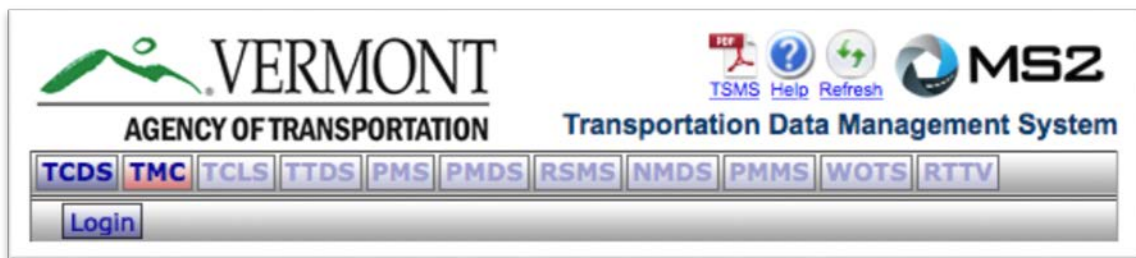 VERMONT
AGENCY OF TRANSPORTATION
PDF
TSMS Help Refresh
MS2
Transportation Data Management System
TCDS TMC TCLS TTDS PMS PMDS RSMS NMDS PMMS WOTS RTTV
Login